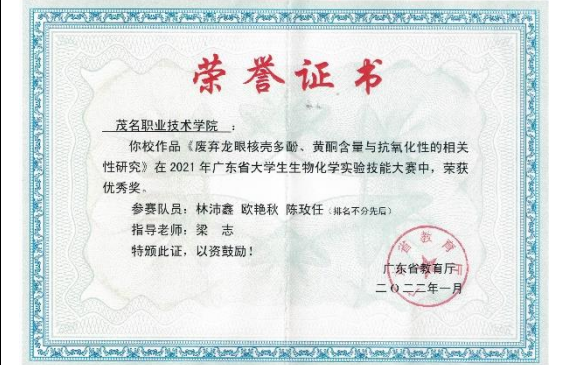 荣誉证书
茂名职业技术学院 :
你校作品《废弃龙眼核壳多酚、黄酮含量与抗氧化性的相关
性研究》在 2021 年广东省大学生生物化学实验技能大赛中，荣获
优秀奖。
参赛队员：林沛鑫 欧艳秋 陈玫任（排名不分先后）
指导老师：梁 志
特颁此证，以资鼓励！
广东省教育厅
二〇二二年一月